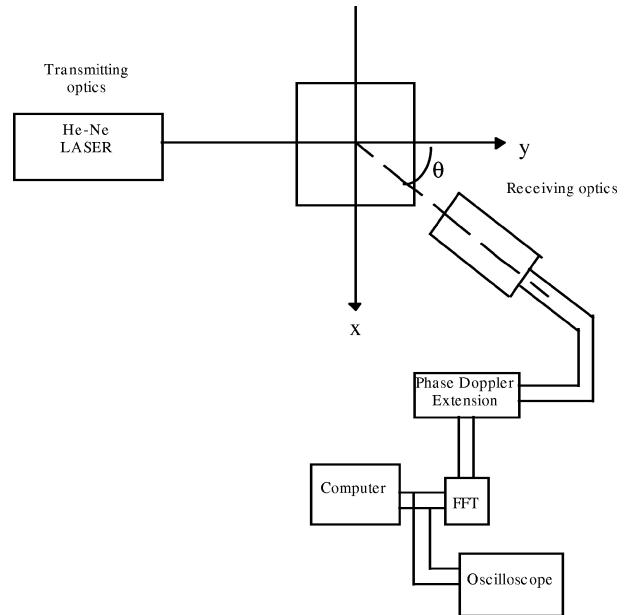 Transmitting
optics
He-Ne
LASER
y
θ
Receiving optics
x
Phase Doppler
Extension
Computer
FFT
Oscilloscope